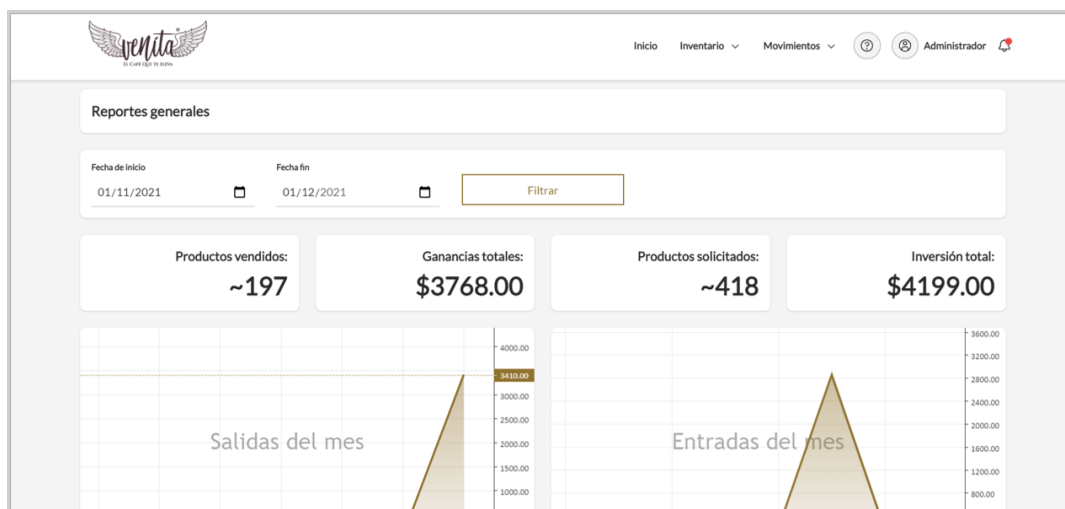 venita
EL CAFÉ QUE TE ELEVA
Inicio Inventario Movimientos Administrador
Reportes generales
Fecha de inicio Fecha fin
01/11/2021 01/12/2021 Filtrar
Productos vendidos: Ganancias totales: Productos solicitados: Inversión total:
~197 $3768.00 ~418 $4199.00
Salidas del mes
4000.00
3410.00
3000.00
2500.00
2000.00
1500.00
1000.00
Entradas del mes
3600.00
3200.00
2800.00
2400.00
2000.00
1600.00
1200.00
800.00